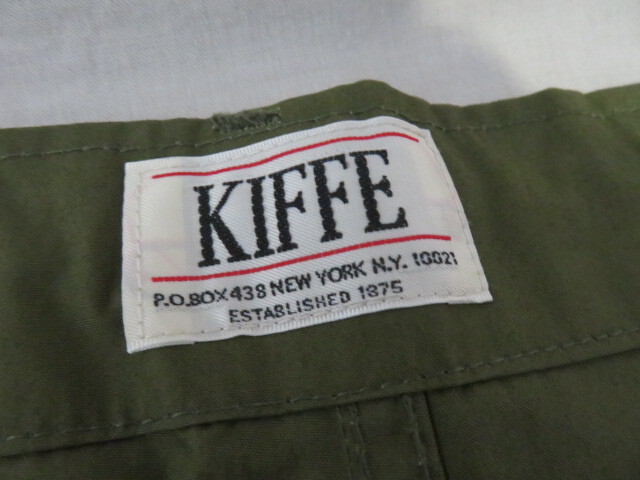 KIFFE
P.O.BOX 438 NEW YORK N.Y. 10021
ESTABLISHED 1875